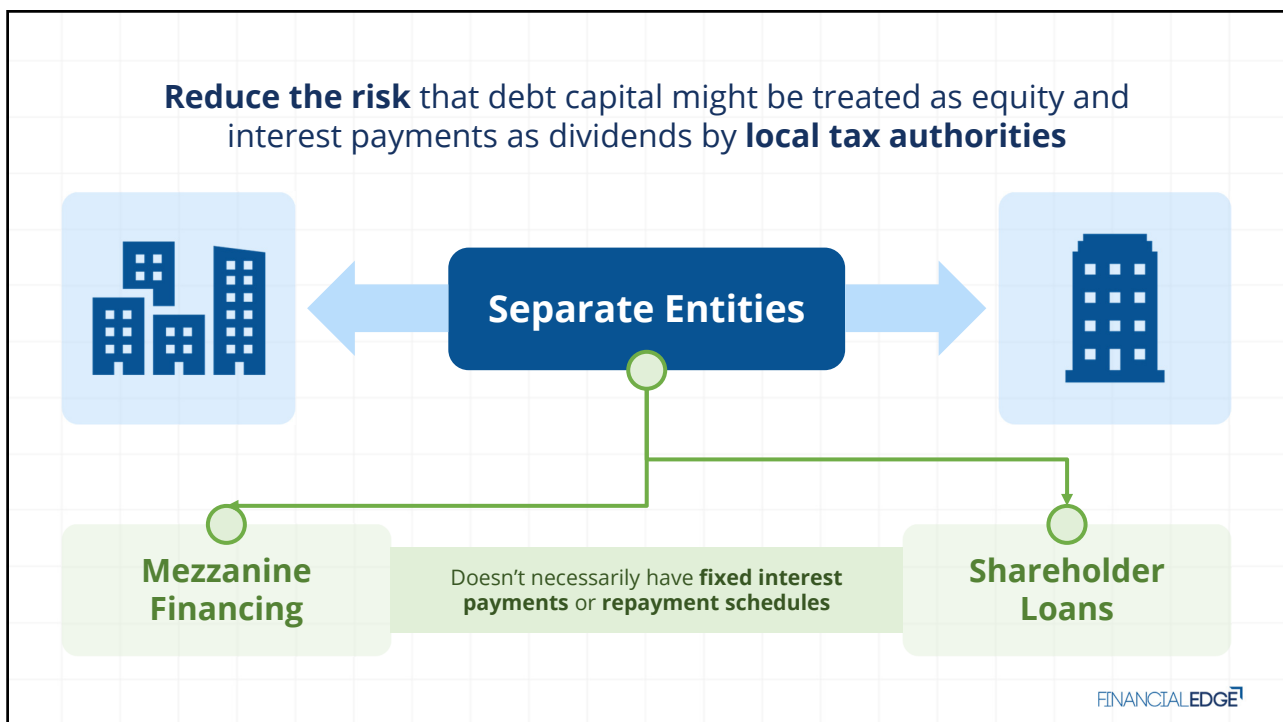 Reduce the risk that debt capital might be treated as equity and
interest payments as dividends by local tax authorities
Separate Entities
Mezzanine
Financing
Doesn’t necessarily have fixed interest
payments or repayment schedules
Shareholder
Loans
FINANCIALEDGE